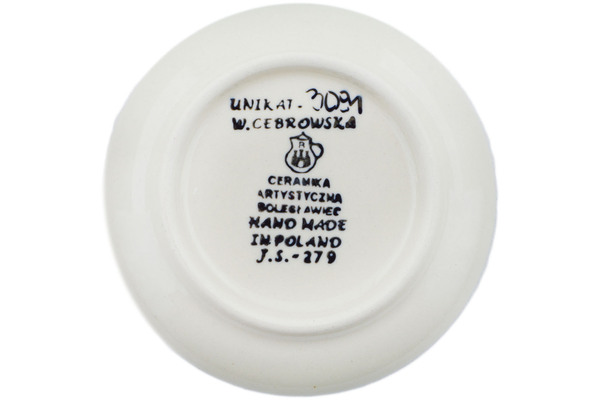 UNIKAT - 3091
W. CEBROWSKA
CERAMIKA
ARTYSTYCZNA
BOLESŁAWIEC
HAND MADE
IN POLAND
J.S. - 279